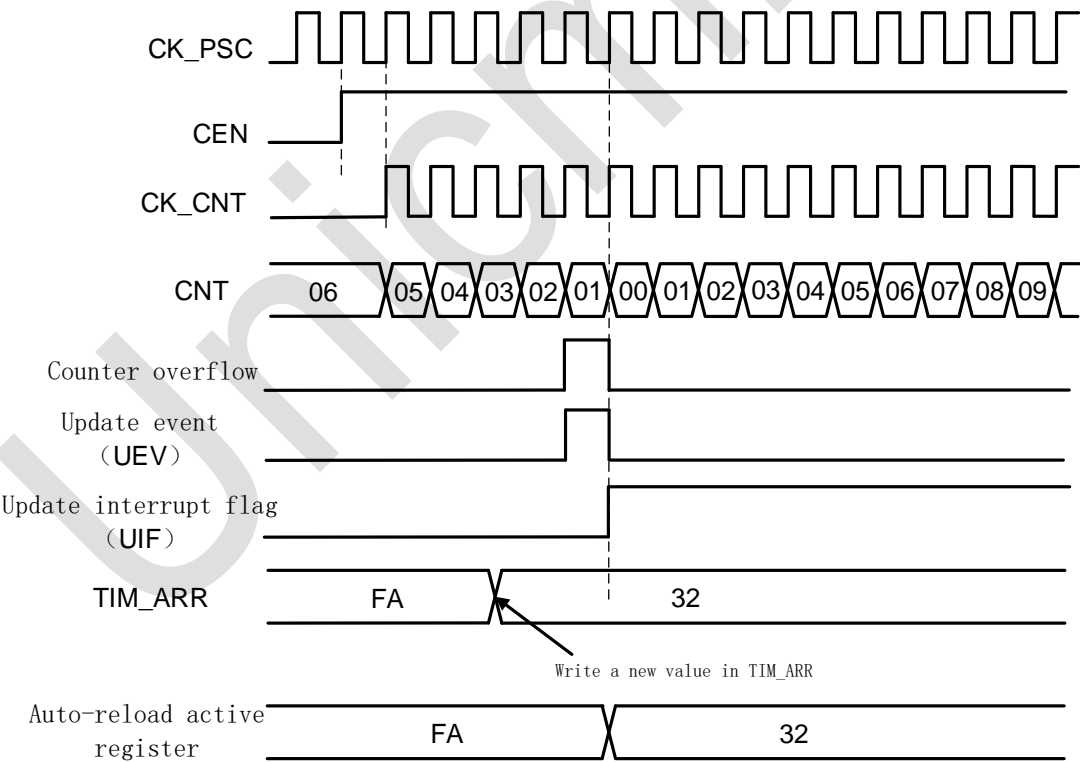 CK_PSC
CEN
CK_CNT
CNT 06 05 04 03 02 01 00 01 02 03 04 05 06 07 08 09
Counter overflow
Update event
（UEV）
Update interrupt flag
（UIF）
TIM_ARR FA 32
Write a new value in TIM_ARR
Auto-reload active
register
FA 32
Unicm